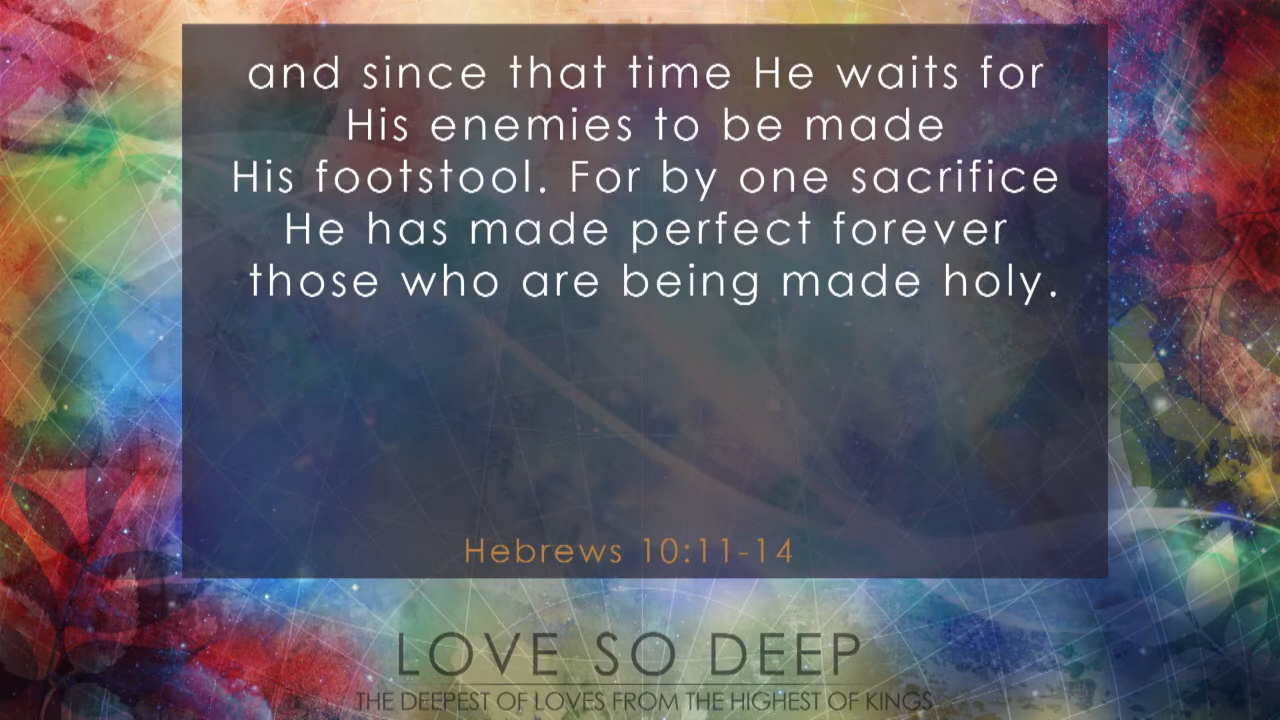 and since that time He waits for
His enemies to be made
His footstool. For by one sacrifice
He has made perfect forever
those who are being made holy.
Hebrews 10:11-14
LOVE SO DEEP
THE DEEPEST OF LOVES FROM THE HIGHEST OF KINGS